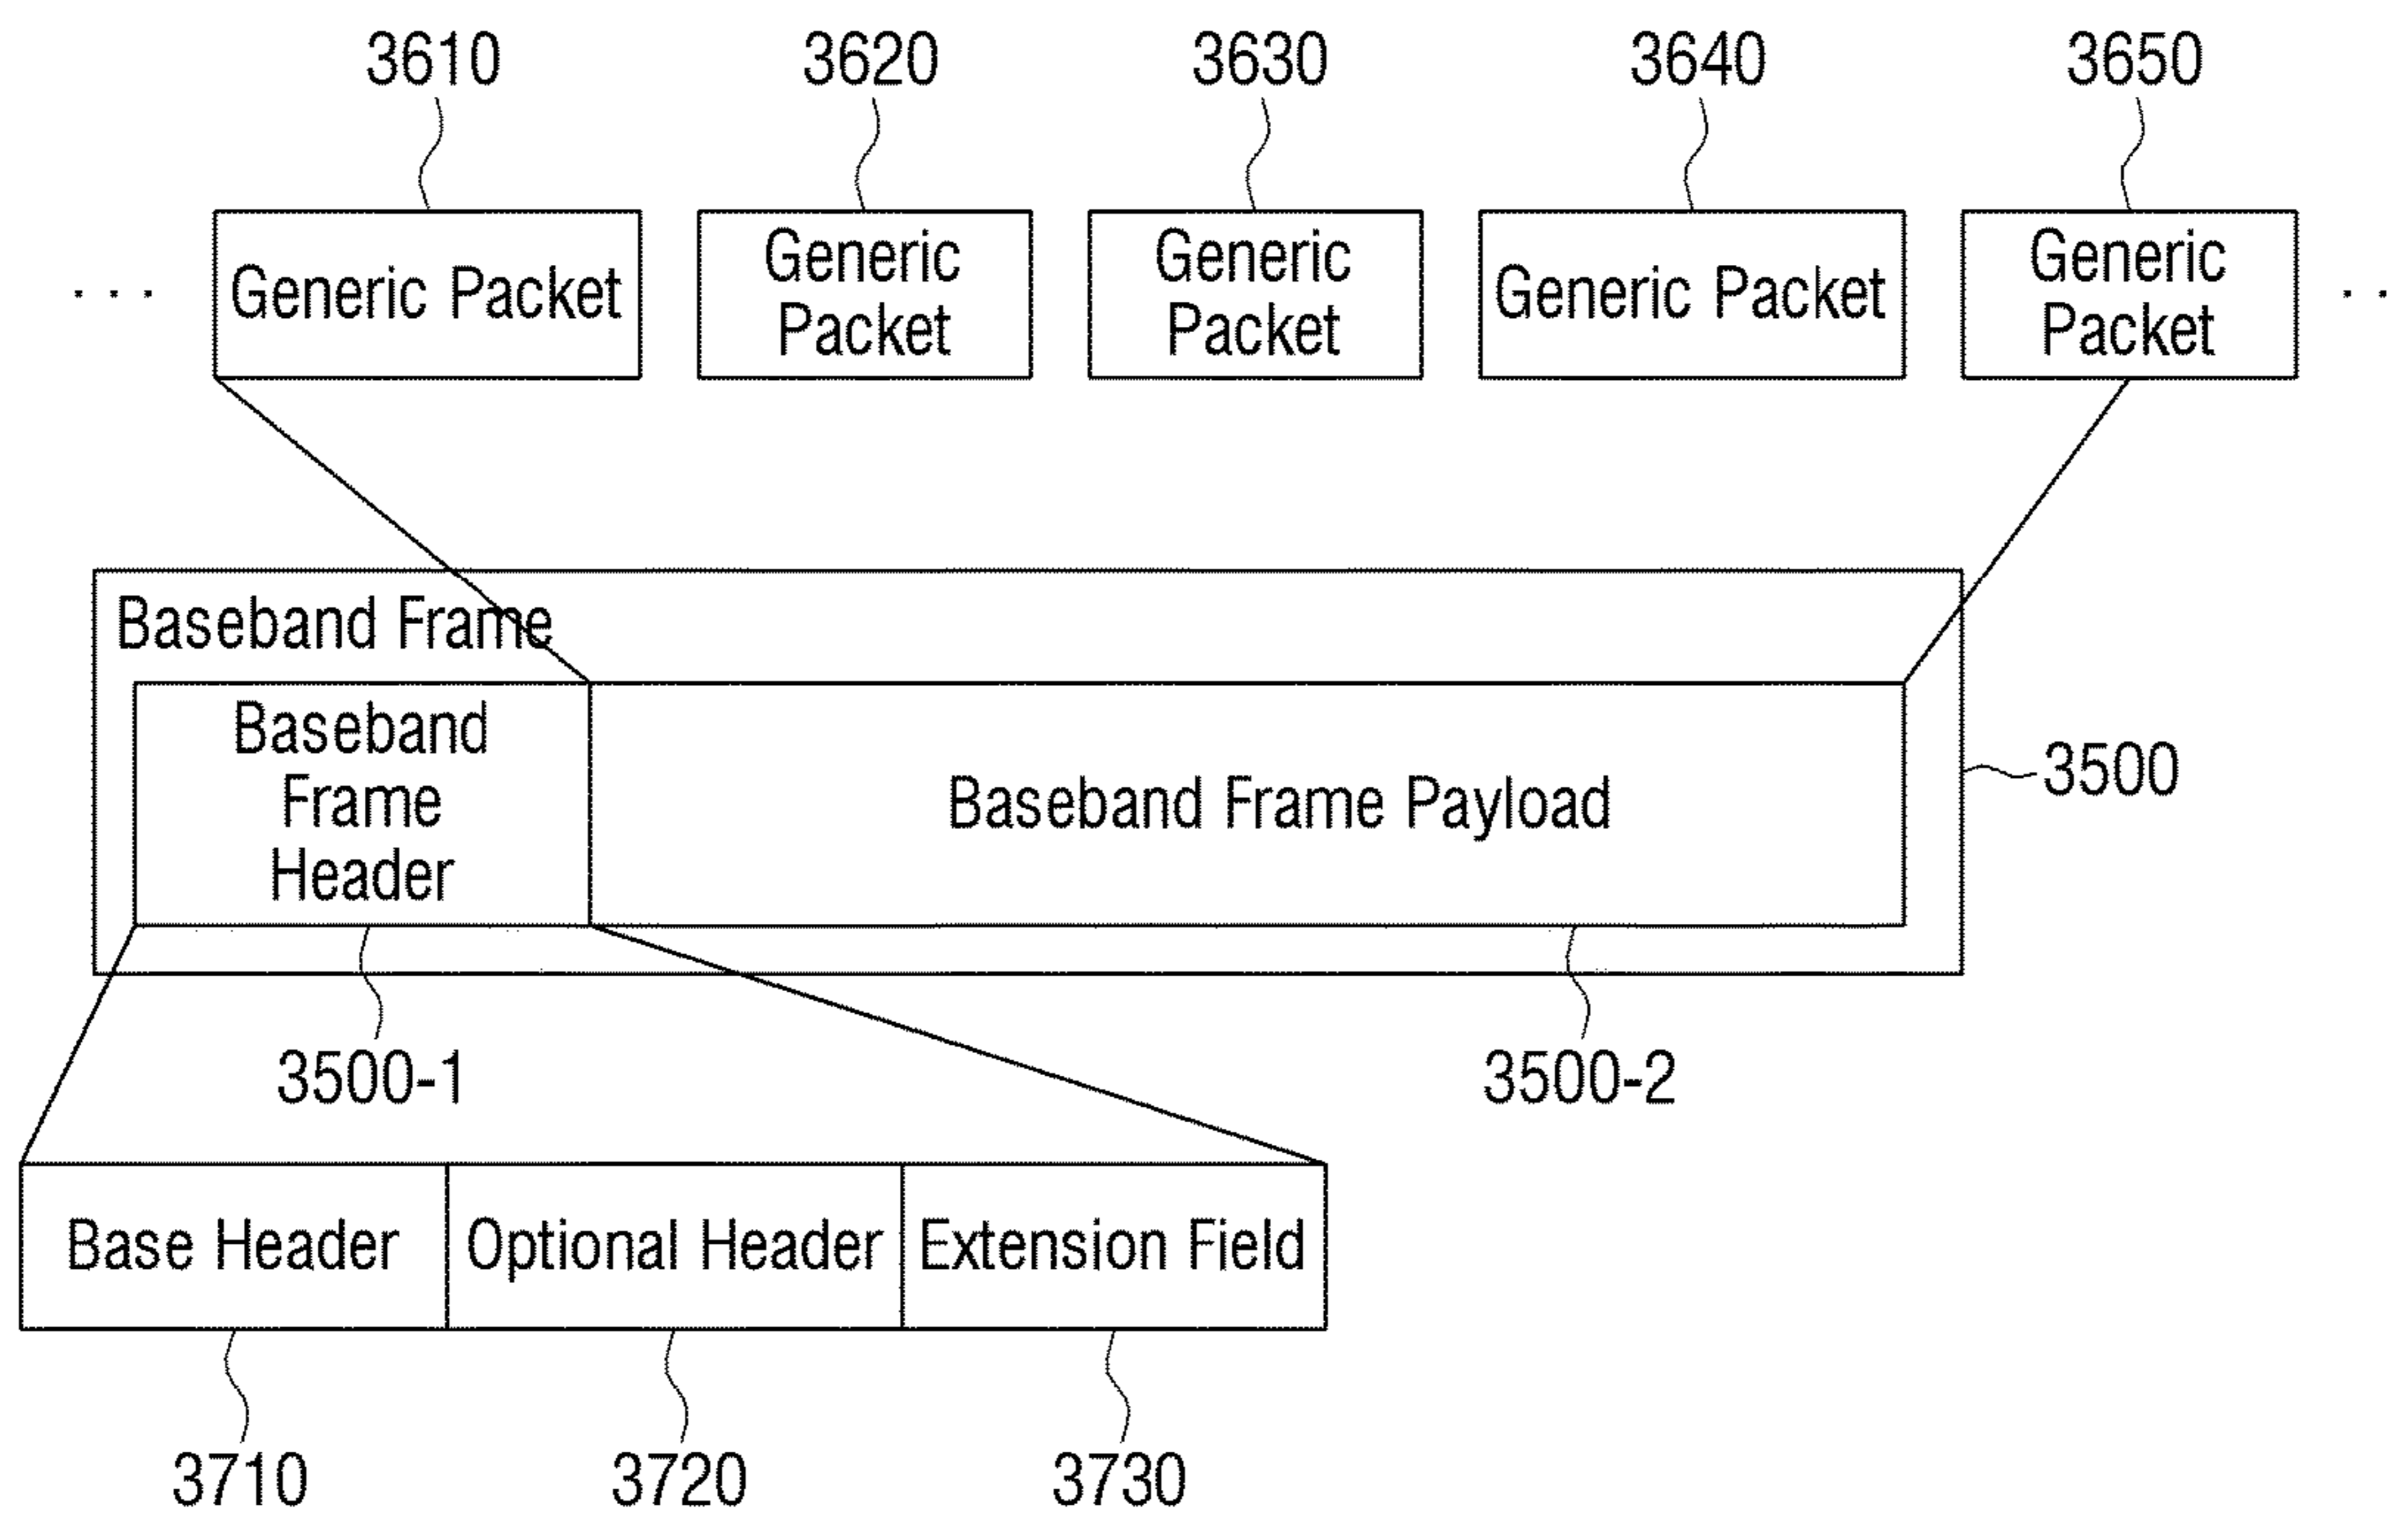 3610 3620 3630 3640 3650
... Generic Packet Generic Packet Generic Packet Generic Packet Generic Packet ..
Baseband Frame
Baseband
Frame
Header
Baseband Frame Payload
3500
3500-1 3500-2
Base Header Optional Header Extension Field
3710 3720 3730